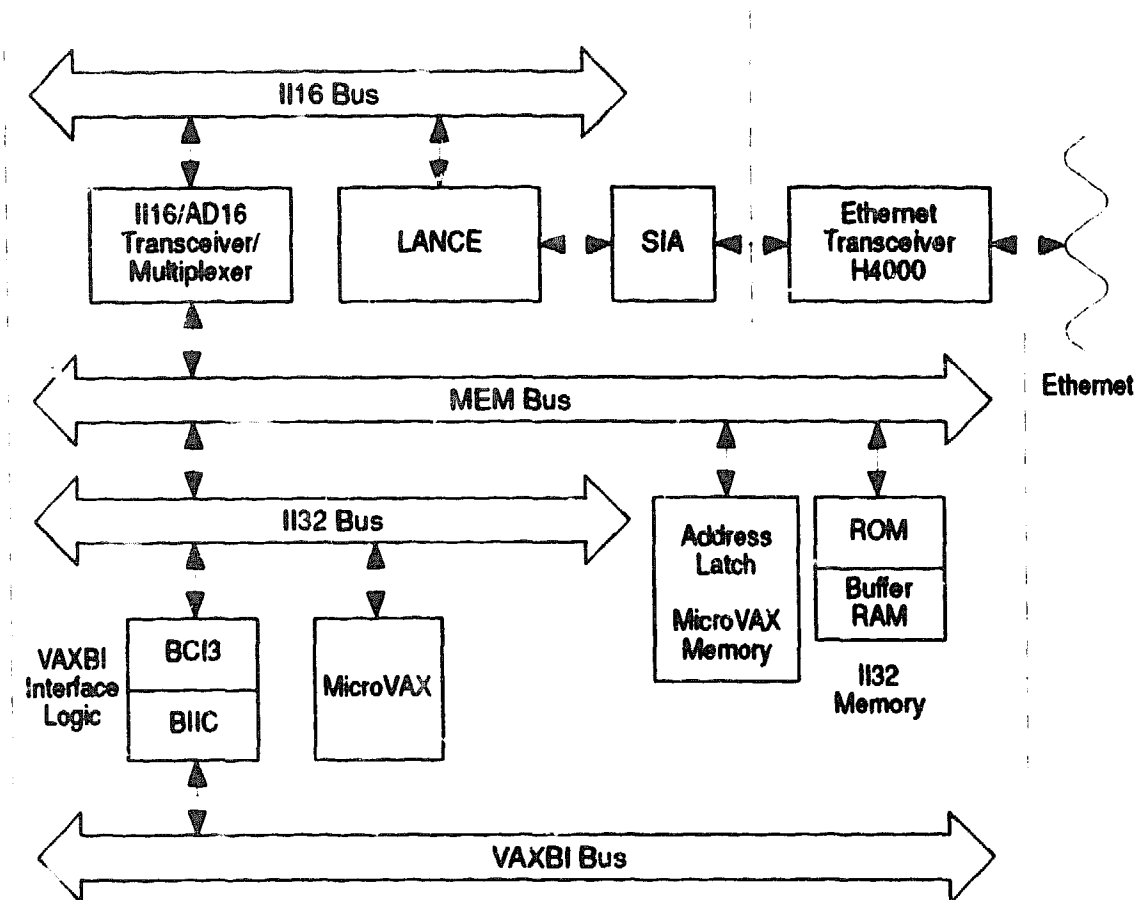 II16 Bus
II16/AD16
Transceiver/
Multiplexer
LANCE
SIA
Ethernet
Transceiver
H4000
MEM Bus
Ethernet
II32 Bus
Address
Latch
MicroVAX
Memory
ROM
Buffer
RAM
II32
Memory
VAXBI
Interface
Logic
BCI3
BIIC
MicroVAX
VAXBI Bus